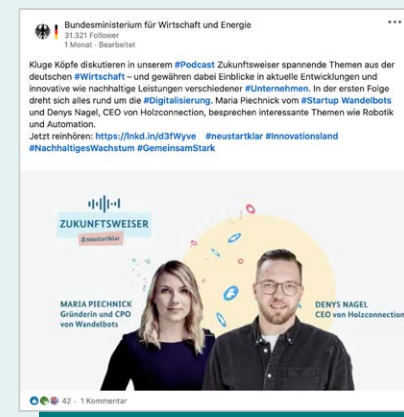 Bundesministerium für Wirtschaft und Energie
31.321 Follower
1 Monat · Bearbeitet
Kluge Köpfe diskutieren in unserem #Podcast Zukunftsweiser spannende Themen aus der
deutschen #Wirtschaft – und gewähren dabei Einblicke in aktuelle Entwicklungen und
innovative wie nachhaltige Leistungen verschiedener #Unternehmen. In der ersten Folge
dreht sich alles rund um die #Digitalisierung. Maria Piechnick vom #Startup Wandelbots
und Denys Nagel, CEO von Holzconnection, besprechen interessante Themen wie Robotik
und Automation.
Jetzt reinhören: https://lnkd.in/d3fWyve #neustartklar #Innovationsland
#NachhaltigesWachstum #GemeinsamStark
ZUKUNFTSWEISER
#neustartklar
MARIA PIECHNICK
Gründerin und CPO
von Wandelbots
DENYS NAGEL
CEO von Holzconnection
42 · 1 Kommentar